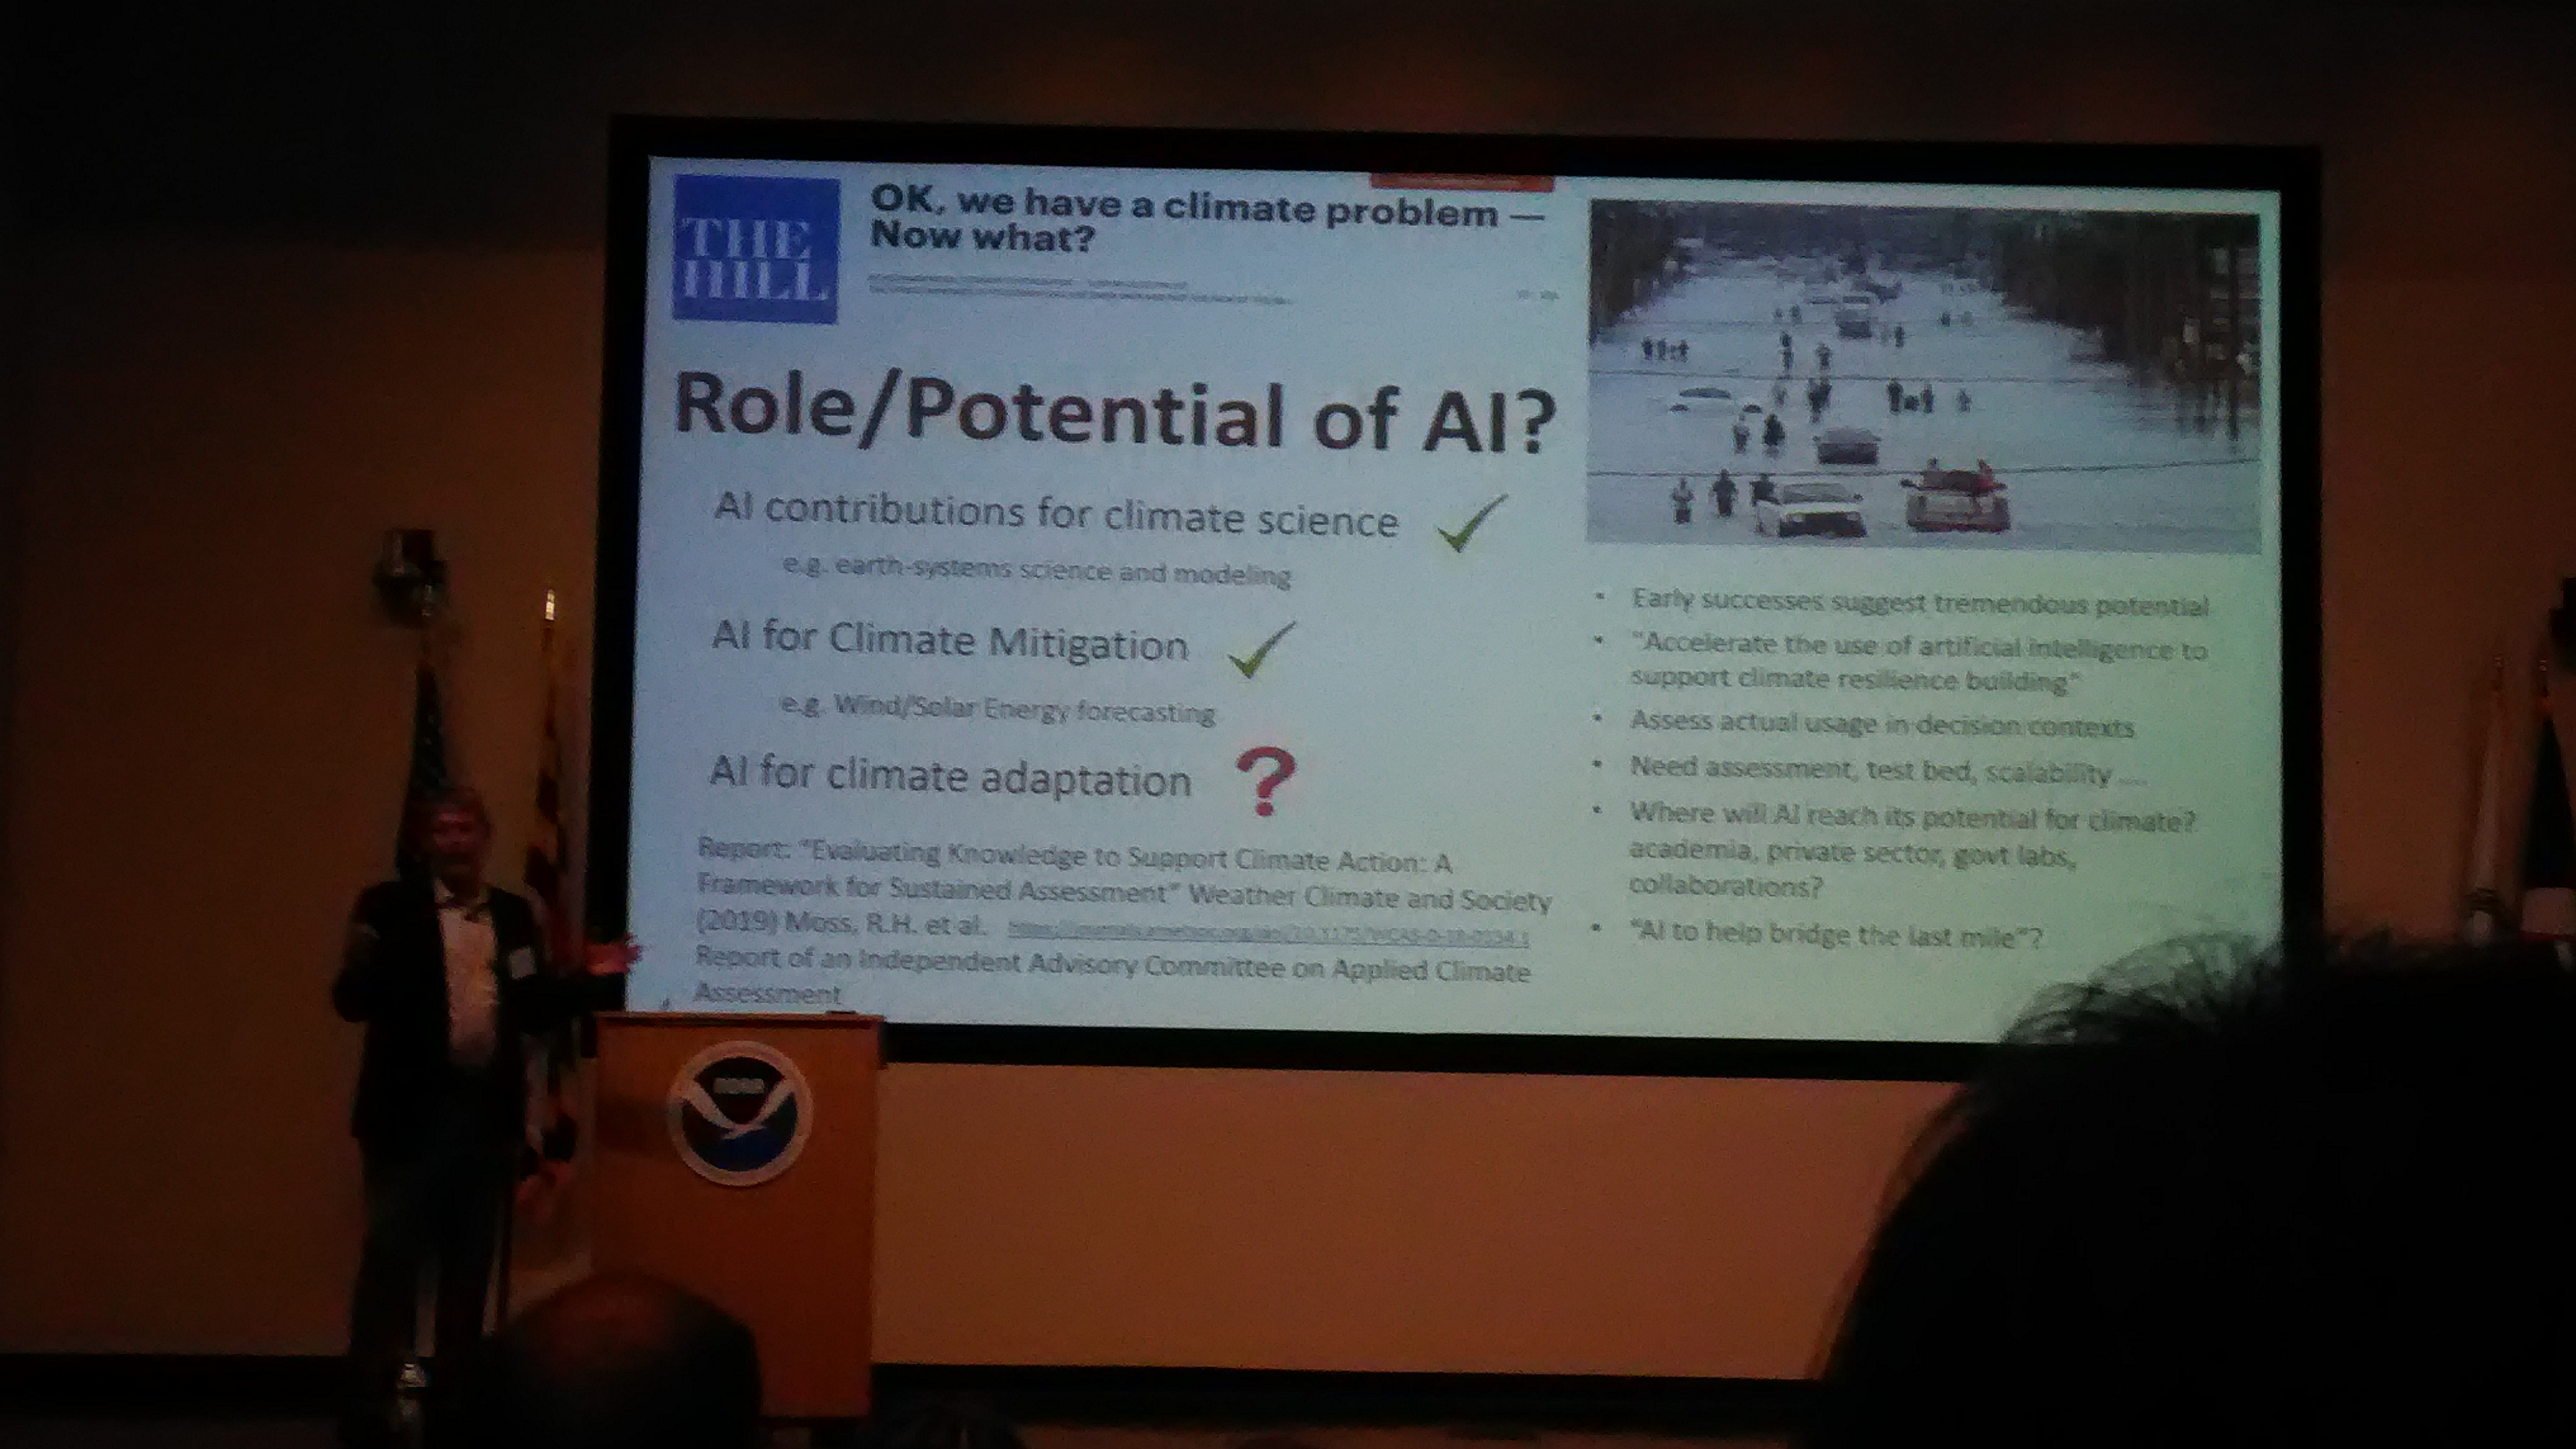 THE
HILL
OK, we have a climate problem —
Now what?
Role/Potential of AI?
AI contributions for climate science
e.g. earth-systems science and modeling
AI for Climate Mitigation
e.g. Wind/Solar Energy forecasting
AI for climate adaptation ?
Report: "Evaluating Knowledge to Support Climate Action: A
Framework for Sustained Assessment" Weather Climate and Society
(2019) Moss, R.H. et al.
Report of an Independent Advisory Committee on Applied Climate
Assessment
• Early successes suggest tremendous potential
• "Accelerate the use of artificial intelligence to
support climate resilience building"
• Assess actual usage in decision contexts
• Need assessment, test bed, scalability ....
• Where will AI reach its potential for climate?
academia, private sector, govt labs,
collaborations?
• "AI to help bridge the last mile"?